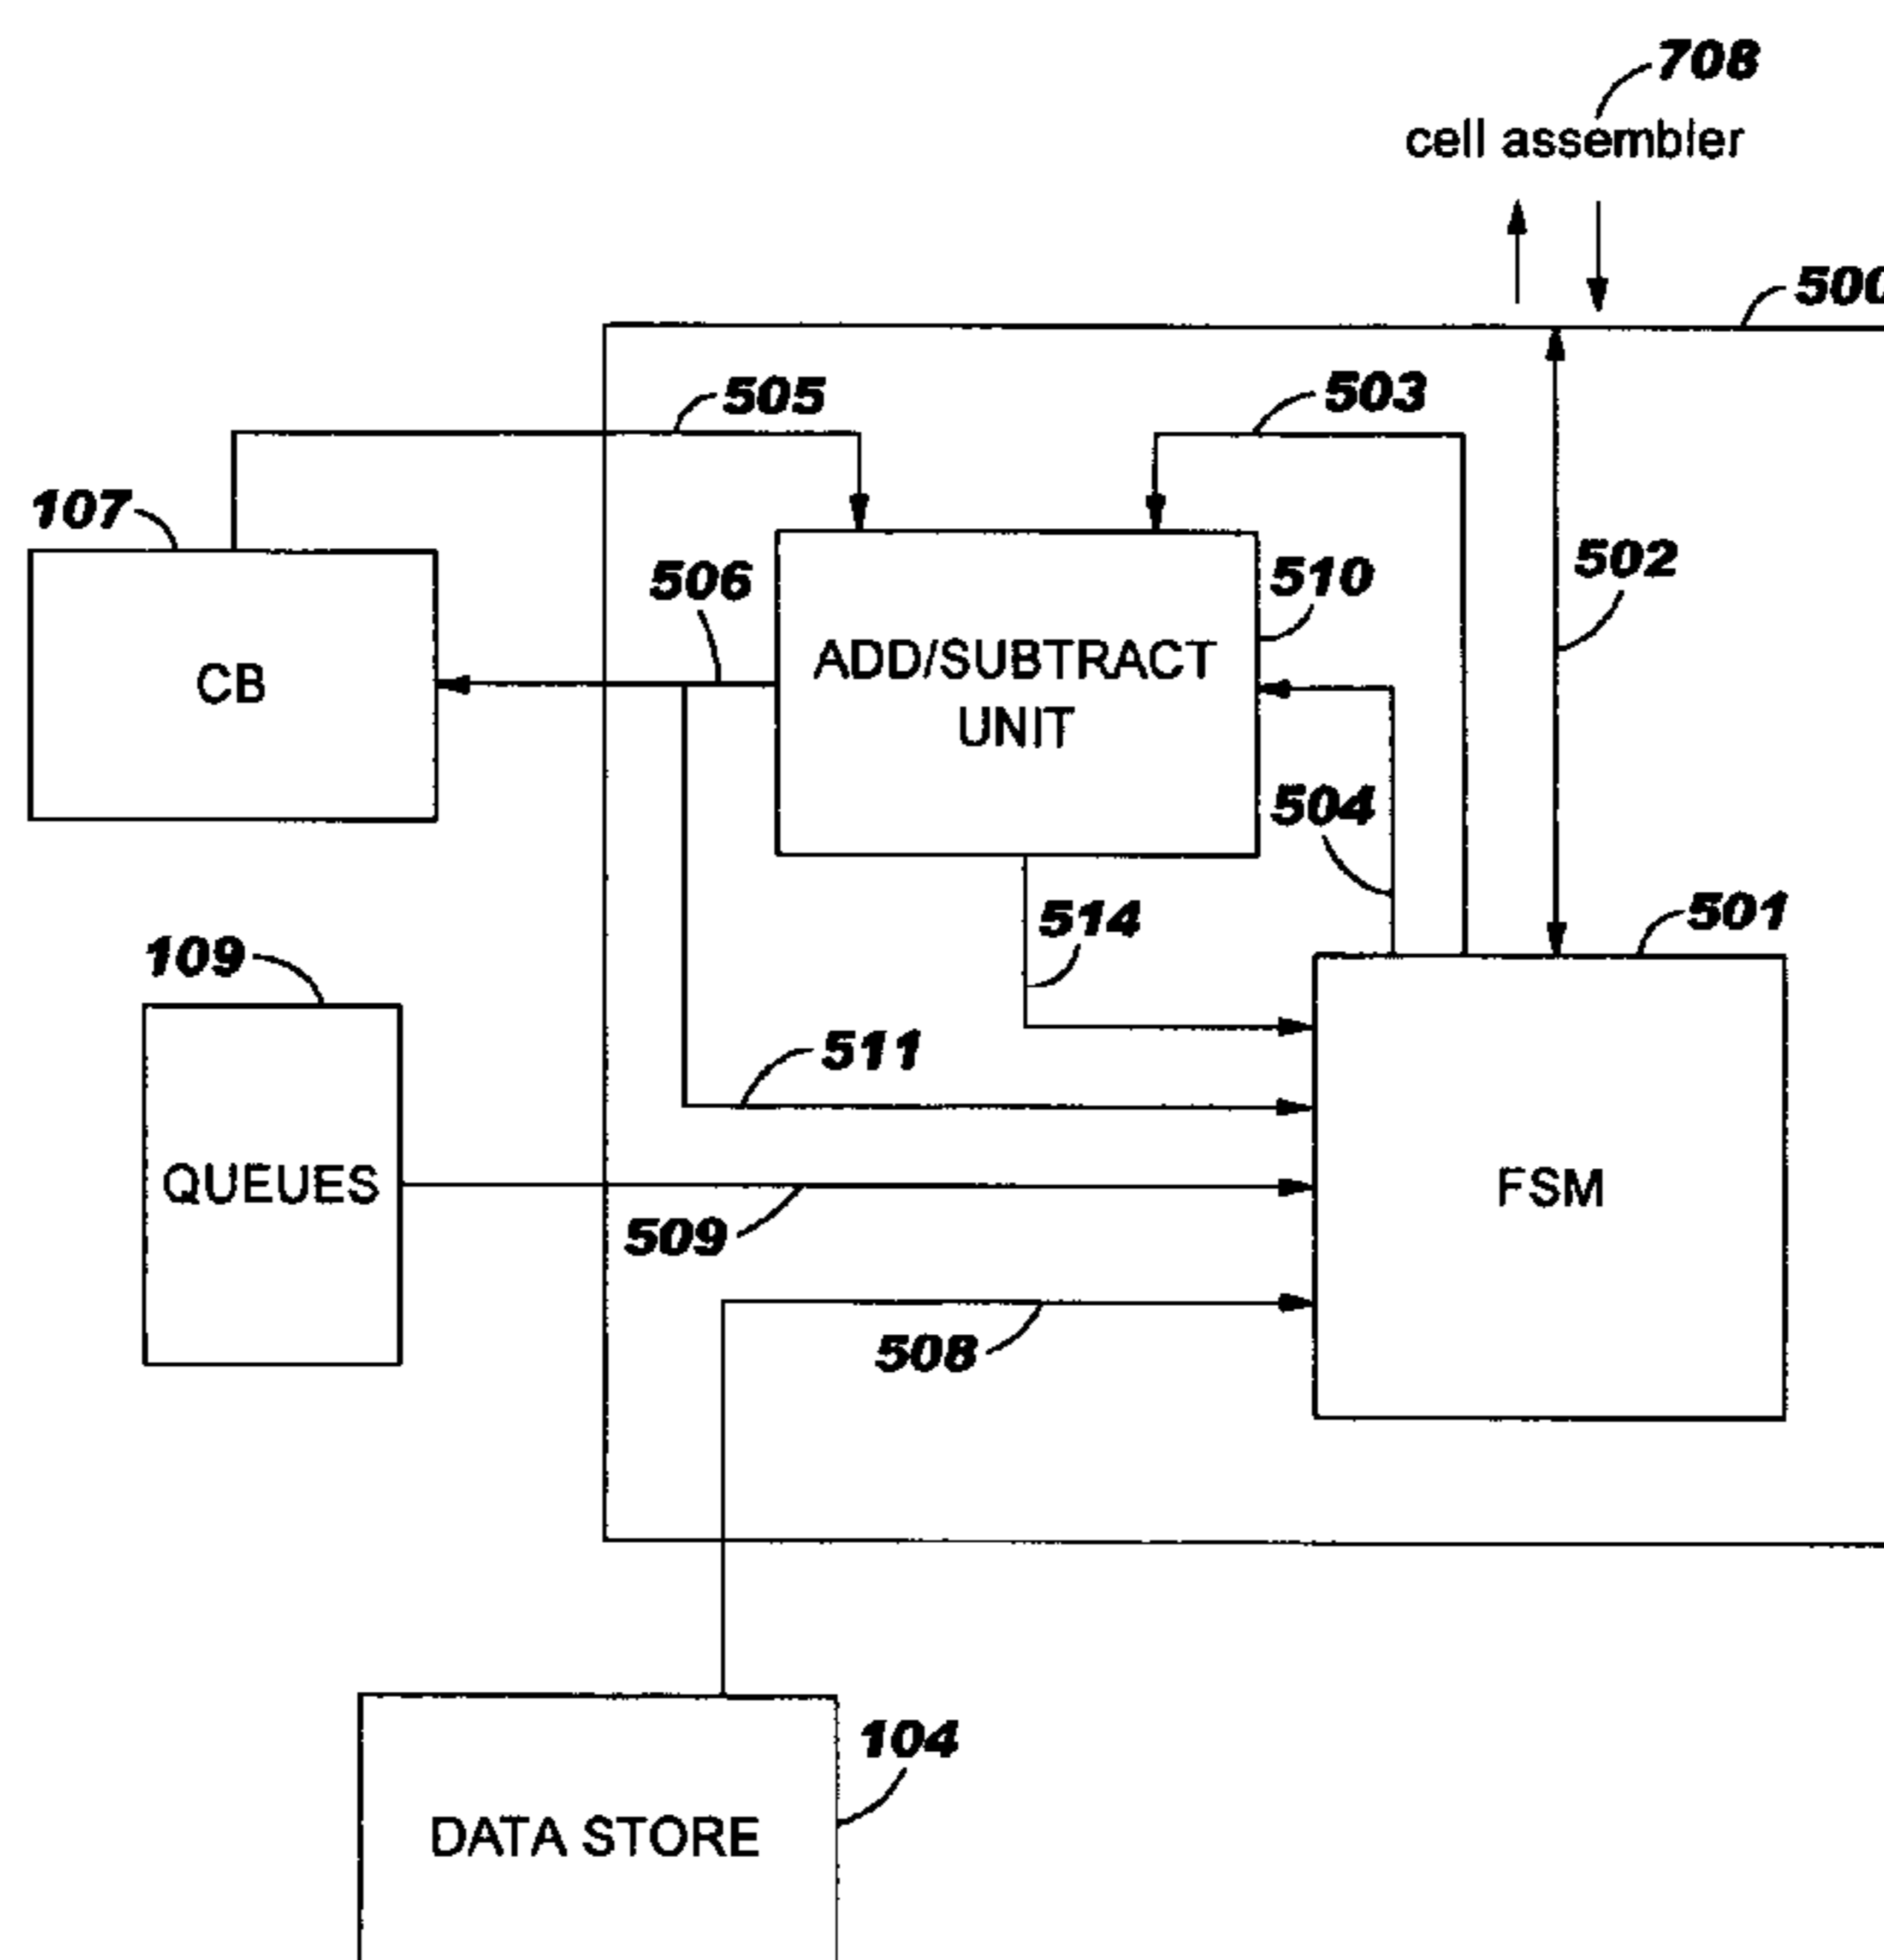 708
cell assembler
500
505
503
107
506
510
502
CB
ADD/SUBTRACT
UNIT
504
514
501
109
511
QUEUES
FSM
509
508
104
DATA STORE